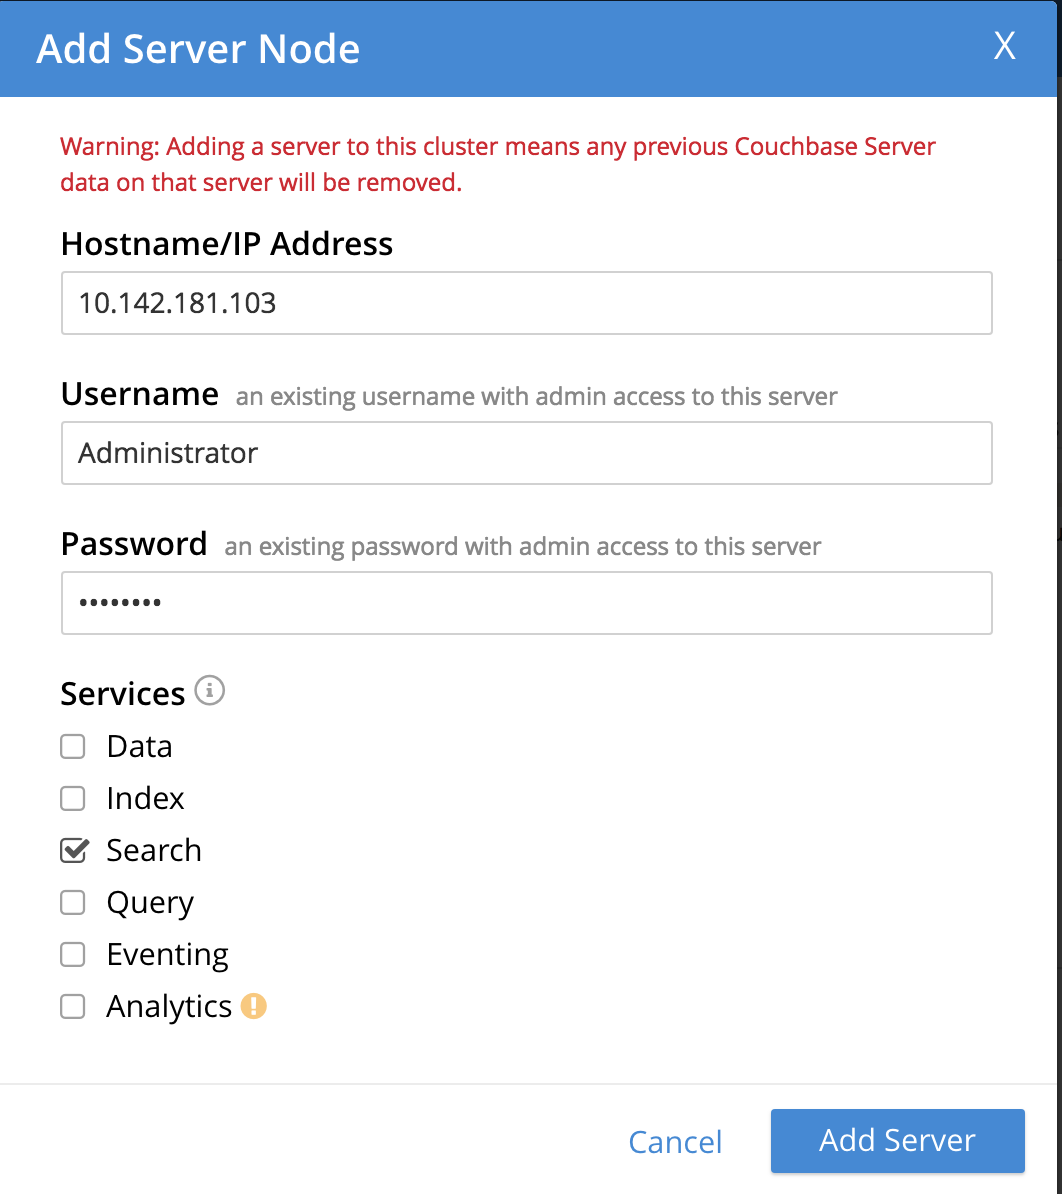 Add Server Node X
Warning: Adding a server to this cluster means any previous Couchbase Server
data on that server will be removed.
Hostname/IP Address
10.142.181.103
Username an existing username with admin access to this server
Administrator
Password an existing password with admin access to this server
••••••••
Services
Data
Index
Search
Query
Eventing
Analytics
Cancel Add Server